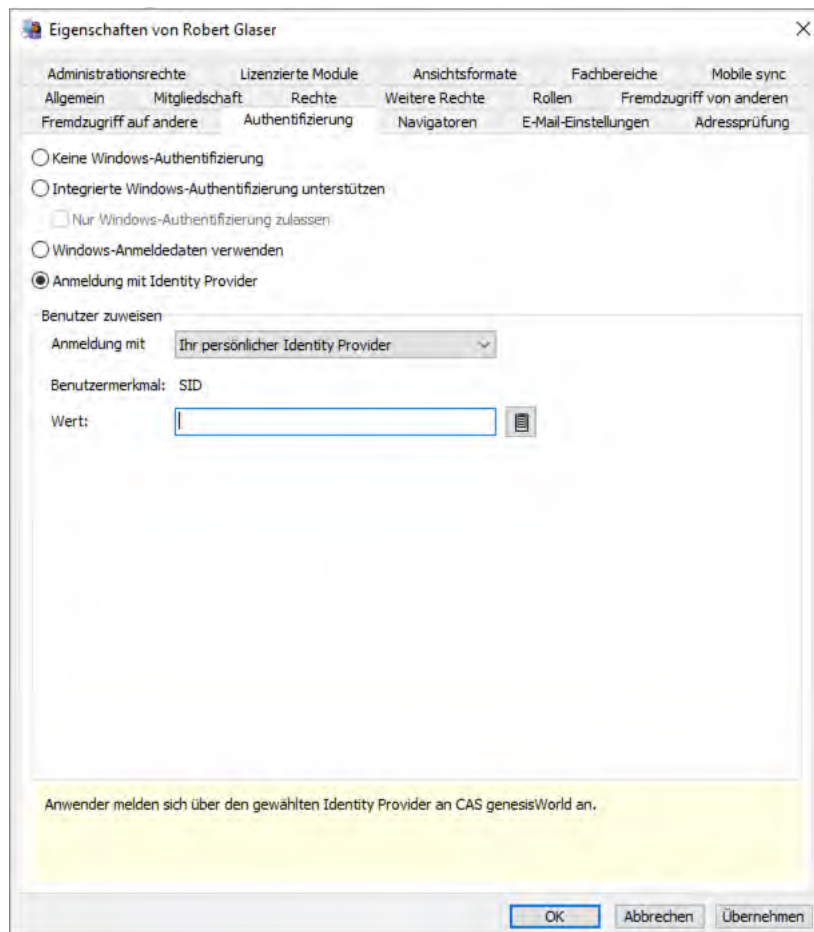 Eigenschaften von Robert Glaser
Administrationsrechte Lizenzierte Module Ansichtsformate Fachbereiche Mobile sync
Allgemein Mitgliedschaft Rechte Weitere Rechte Rollen Fremdzugriff von anderen
Fremdzugriff auf andere Authentifizierung Navigatoren E-Mail-Einstellungen Adressprüfung
Keine Windows-Authentifizierung
Integrierte Windows-Authentifizierung unterstützen
Nur Windows-Authentifizierung zulassen
Windows-Anmeldedaten verwenden
Anmeldung mit Identity Provider
Benutzer zuweisen
Anmeldung mit Ihr persönlicher Identity Provider
Benutzermerkmal: SID
Wert:
Anwender melden sich über den gewählten Identity Provider an CAS genesisWorld an.
OK Abbrechen Übernehmen